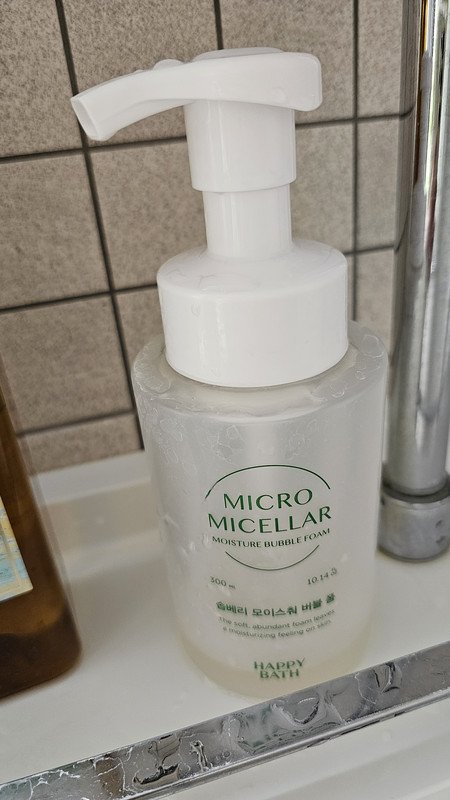 MICRO
MICELLAR
MOISTURE BUBBLE FOAM
300 ml 10.14
모이스춰 버블 폼
The soft, abundant foam leaves
a moisturizing feeling on skin.
HAPPY
BATH